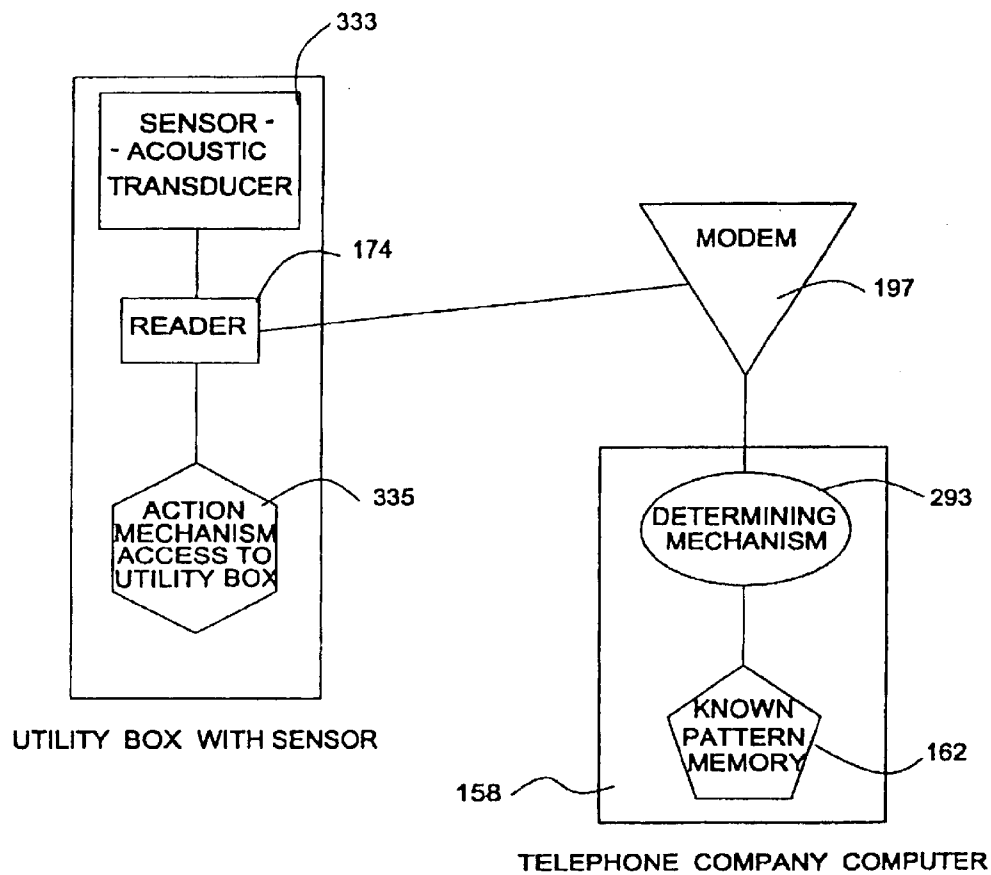 333
SENSOR -
- ACOUSTIC
TRANSDUCER
174
READER
MODEM
197
ACTION
MECHANISM
ACCESS TO
UTILITY BOX
335
DETERMINING
MECHANISM
293
KNOWN
PATTERN
MEMORY
162
158
UTILITY BOX WITH SENSOR
TELEPHONE COMPANY COMPUTER